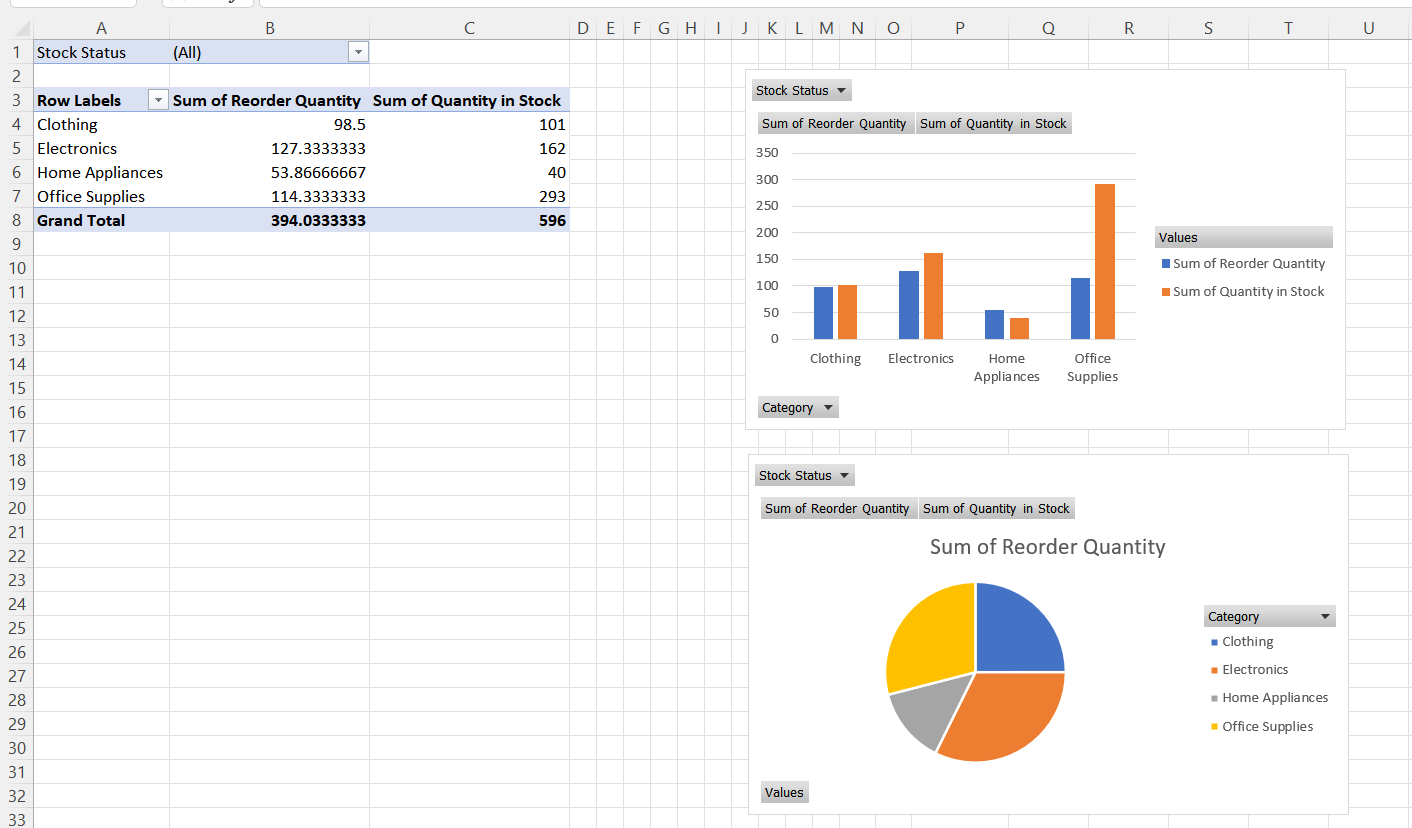 A B C D E F G H I J K L M N O P Q R S T U
1 Stock Status (All)
2
3 Row Labels Sum of Reorder Quantity Sum of Quantity in Stock
4 Clothing 98.5 101
5 Electronics 127.3333333 162
6 Home Appliances 53.86666667 40
7 Office Supplies 114.3333333 293
8 Grand Total 394.0333333 596
9
10
11
12
13
14
15
16
17
18
19
20
21
22
23
24
25
26
27
28
29
30
31
32
33
Stock Status
Sum of Reorder Quantity Sum of Quantity in Stock
350
300
250
200
150
100
50
0
Clothing Electronics Home Appliances Office Supplies
Values
Sum of Reorder Quantity
Sum of Quantity in Stock
Category
Stock Status
Sum of Reorder Quantity Sum of Quantity in Stock
Sum of Reorder Quantity
Category
Clothing
Electronics
Home Appliances
Office Supplies
Values